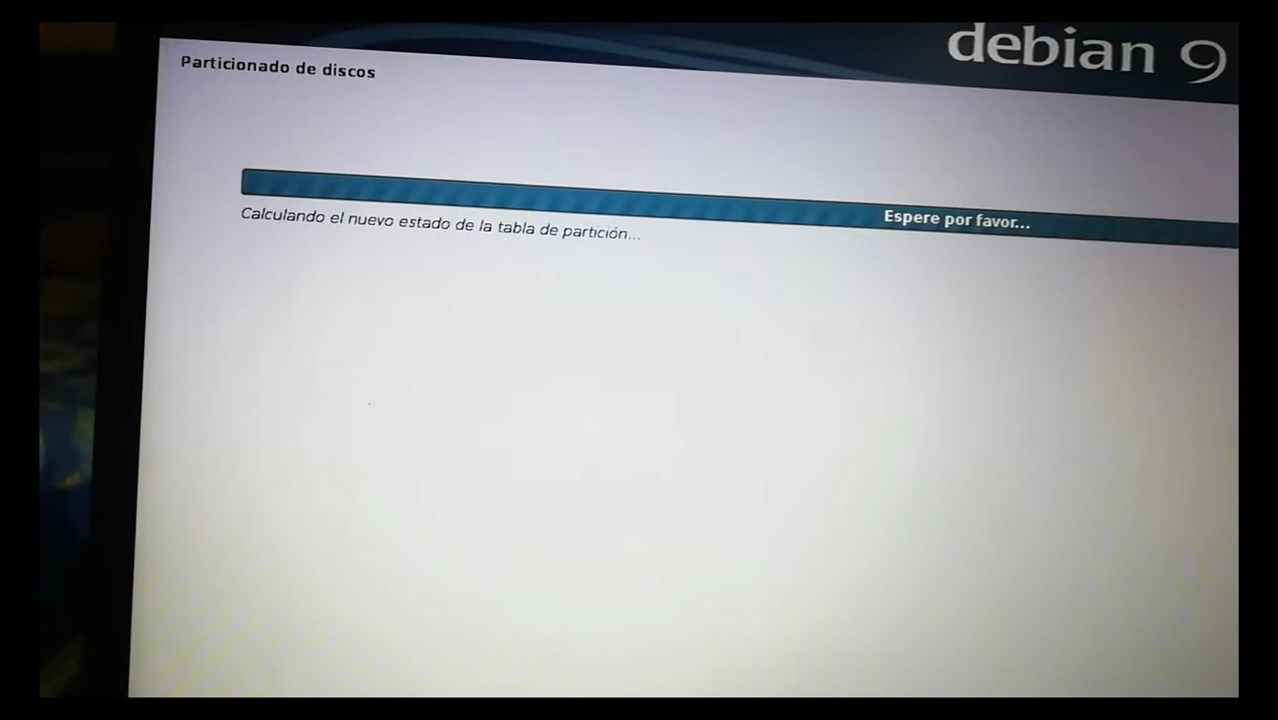 debian 9
Particionado de discos
Espere por favor...
Calculando el nuevo estado de la tabla de partición...